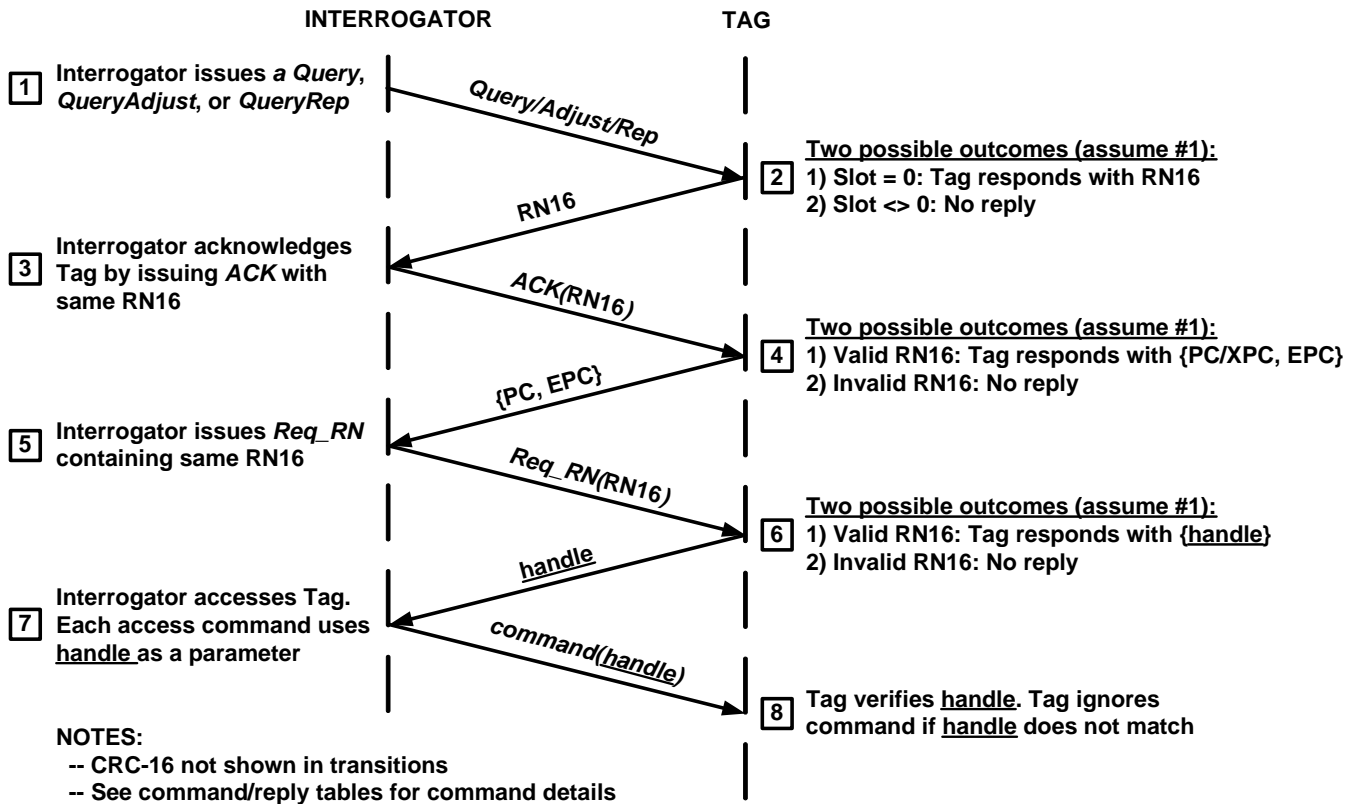 INTERROGATOR
TAG
1
Interrogator issues a Query,
QueryAdjust, or QueryRep
Query/Adjust/Rep
2
Two possible outcomes (assume #1):
1) Slot = 0: Tag responds with RN16
2) Slot <> 0: No reply
RN16
3
Interrogator acknowledges
Tag by issuing ACK with
same RN16
ACK(RN16)
4
Two possible outcomes (assume #1):
1) Valid RN16: Tag responds with {PC/XPC, EPC}
2) Invalid RN16: No reply
{PC, EPC}
5
Interrogator issues Req_RN
containing same RN16
Req_RN(RN16)
6
Two possible outcomes (assume #1):
1) Valid RN16: Tag responds with {handle}
2) Invalid RN16: No reply
handle
7
Interrogator accesses Tag.
Each access command uses
handle as a parameter
command(handle)
8
Tag verifies handle. Tag ignores
command if handle does not match
NOTES:
-- CRC-16 not shown in transitions
-- See command/reply tables for command details